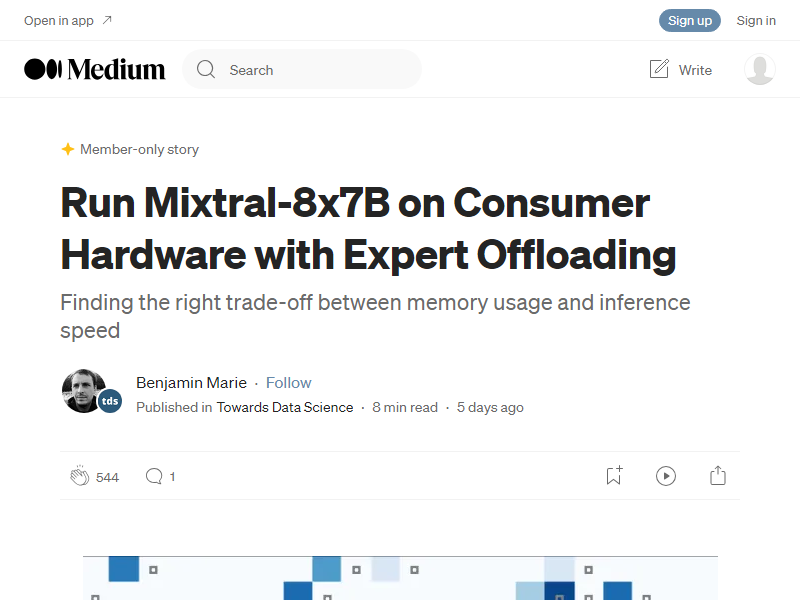 Open in app
Sign up
Sign in
Medium
Search
Write
Member-only story
Run Mixtral-8x7B on Consumer
Hardware with Expert Offloading
Finding the right trade-off between memory usage and inference
speed
tds
Benjamin Marie · Follow
Published in Towards Data Science · 8 min read · 5 days ago
544
1